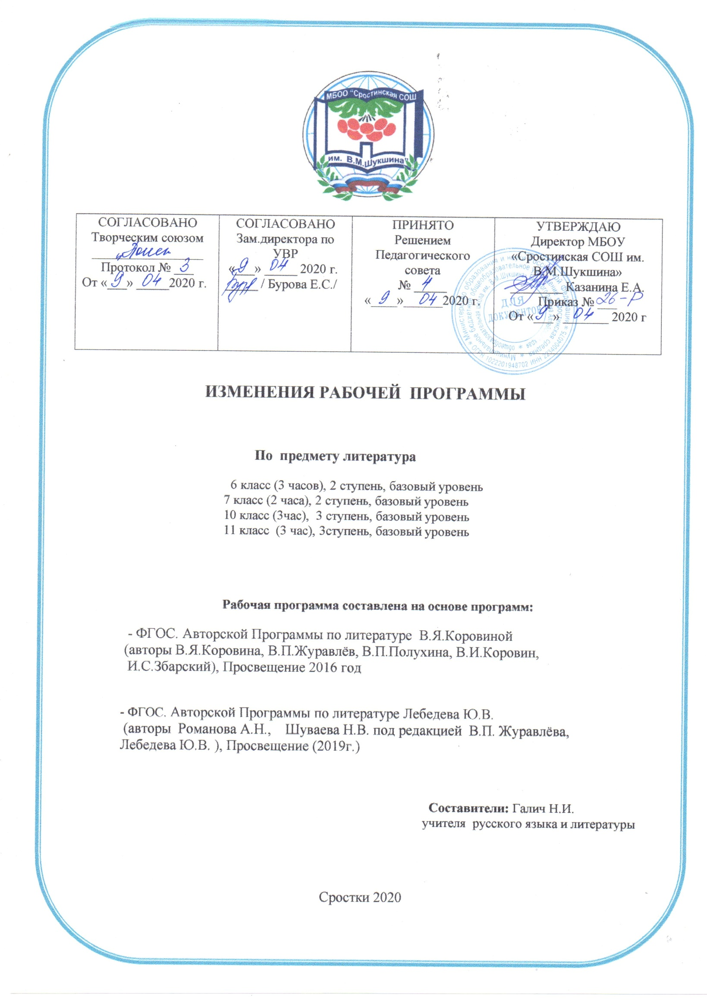 МБОО "Сростинская СОШ
им. В.М.Шукшина"
СОГЛАСОВАНО
Творческим союзом
„Поиск
Протокол № 3
От «9» 04 2020 г.
СОГЛАСОВАНО
Зам.директора по
УВР
«9» 04 2020 г.
/ Бурова Е.С./
ПРИНЯТО
Решением
Педагогического
совета
№ 4
«9» 04 2020 г.
УТВЕРЖДАЮ
Директор МБОУ
«Сростинская СОШ им.
В.М.Шукшина»
Казанина Е.А.
Приказ № 26-Р
От «9» 04 2020 г
ДЛЯ
ДОКУМЕНТОВ
ОГРН 1022201948702 ИНН 2234004075
ИЗМЕНЕНИЯ РАБОЧЕЙ ПРОГРАММЫ
По предмету литература
6 класс (3 часов), 2 ступень, базовый уровень
7 класс (2 часа), 2 ступень, базовый уровень
10 класс (3час), 3 ступень, базовый уровень
11 класс (3 час), 3ступень, базовый уровень
Рабочая программа составлена на основе программ:
- ФГОС. Авторской Программы по литературе В.Я.Коровиной
(авторы В.Я.Коровина, В.П.Журавлёв, В.П.Полухина, В.И.Коровин,
И.С.Збарский), Просвещение 2016 год
- ФГОС. Авторской Программы по литературе Лебедева Ю.В.
(авторы Романова А.Н., Шуваева Н.В. под редакцией В.П. Журавлёва,
Лебедева Ю.В. ), Просвещение (2019г.)
Составители: Галич Н.И.
учителя русского языка и литературы
Сростки 2020